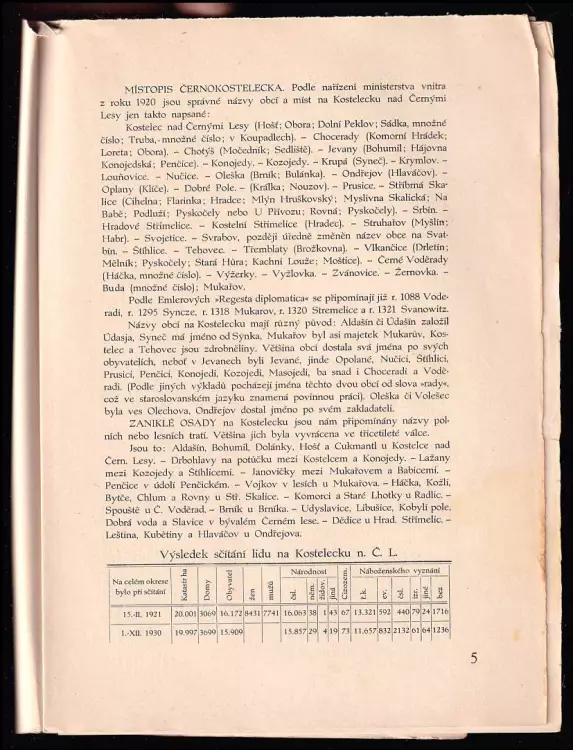 MÍSTOPIS ČERNOKOSTELECKA. Podle nařízení ministerstva vnitra
z roku 1920 jsou správné názvy obcí a míst na Kostelecku nad Černými
Lesy jen takto napsané:
Kostelec nad Černými Lesy (Hošť; Obora; Dolní Peklov; Sádka, množné
číslo; Truba, množné číslo; v Koupadlech). – Chocerady (Komorní Hrádek;
Loreta; Obora). – Chotýš (Močedník; Sedliště). – Jevany (Bohumil; Hájovna
Konojedská; Penčice). – Konojedy. – Kozojedy. – Krupá (Syneč). – Krymlov. –
Louňovice. – Nučice. – Oleška (Brník; Bulánka). – Ondřejov (Hlaváčov). –
Oplany (Klíče). – Dobré Pole. – (Králka; Nouzov). – Prusice. – Stříbrná Ska-
lice (Cihelna; Flarinka; Hradec; Mlýn Hruškovský; Myslivna Skalická; Na
Babě; Podluží; Pyskočely nebo U Přívozu; Rovná; Pyskočely). – Srbín. –
Hradové Střímelice. – Kostelní Střímelice (Hradec). – Struhařov (Myšlín;
Habr). – Svojetice. – Svrabov, později úředně změněn název obce na Svat-
bín. – Štíhlice. – Tehovec. – Třemblaty (Brožkovna). – Vlkančice (Drletín;
Mělník; Pyskočely; Stará Hůra; Kachní Louže; Moštice). – Černé Voděrady
(Háčka, množné číslo). – Výžerky. – Vyžlovka. – Zvánovice. – Žernovka. –
Buda (množné číslo); Mukařov.
Podle Emlerových »Regesta diplomatica« se připomínají již r. 1088 Vode-
radi, r. 1295 Syncze, r. 1318 Mukarov, r. 1320 Stremelice a r. 1321 Svanowitz.
Názvy obcí na Kostelecku mají různý původ: Aldašín či Údašín založil
Údasja, Syneč má jméno od Synka, Mukařov byl asi majetek Mukarův, Kos-
telec a Tehovec jsou zdrobněliny. Většina obcí dostala svá jména po svých
obyvatelích, neboť v Jevanech byli Jevané, jinde Opolané, Nučici, Štíhlici,
Prusici, Penčici, Konojedi, Kozojedi, Masojedi, ba snad i Choceradi a Vodě-
radi. (Podle jiných výkladů pocházejí jména těchto dvou obcí od slova »rady«,
což ve staroslovanském jazyku znamená povinnou práci). Oleška či Volešec
byla ves Olechova, Ondřejov dostal jméno po svém zakladateli.
ZANIKLÉ OSADY na Kostelecku jsou nám připomínány názvy pol-
ních nebo lesních tratí. Většina jich byla vyvrácena ve třicetileté válce.
Jsou to: Aldašín, Bohumil, Dolánky, Hošť a Cukmantl u Kostelce nad
Čern. Lesy. – Drbohlavy na potůčku mezi Kostelcem a Konojedy. – Lažany
mezi Kozojedy a Štíhlicemi. – Janovičky mezi Mukařovem a Babicemi. –
Penčice v údolí Penčickém. – Vojkov v lesích u Mukařova. – Háčka, Kožlí,
Bytče, Chlum a Rovny u Stř. Skalice. – Komorci a Staré Lhotky u Radlic. –
Spouště u Č. Voděrad. – Brník u Brníka. – Udyslavice, Libušice, Kobylí pole,
Dobrá voda a Slavice v bývalém Černém lese. – Dědice u Hrad. Střímelic. –
Leština, Kubětiny a Hlaváčov u Ondřejova.
Výsledek sčítání lidu na Kostelecku n. Č. L.
Na celém okrese bylo při sčítání | Katastr ha | Domy | Obyvatel | žen | mužů | Národnost | Náboženského vyznání
čsl. | něm. | židov. | jiná | Cizozem. | ř.k. | ev. | čsl. | izr. | jiné | bez
15.-II. 1921 | 20.001 | 3069 | 16.172 | 8431 | 7741 | 16.063 | 38 | 1 | 43 | 67 | 13.321 | 592 | 440 | 79 | 24 | 1716
1.-XII. 1930 | 19.997 | 3699 | 15.909 | 15.857 | 29 | 4 | 19 | 73 | 11.657 | 832 | 2132 | 61 | 64 | 1236
5